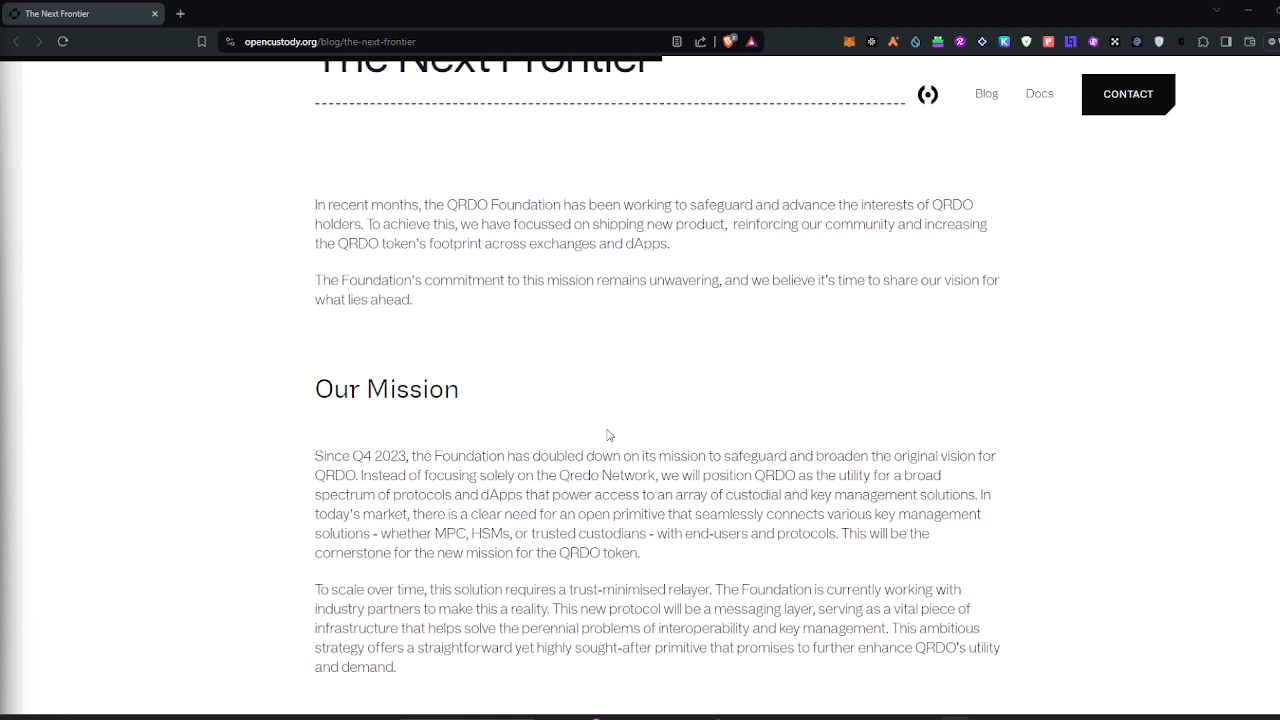 The Next Frontier
opencustody.org/blog/the-next-frontier
The Next Frontier
Blog
Docs
CONTACT
In recent months, the QRDO Foundation has been working to safeguard and advance the interests of QRDO
holders. To achieve this, we have focussed on shipping new product, reinforcing our community and increasing
the QRDO token's footprint across exchanges and dApps.
The Foundation's commitment to this mission remains unwavering, and we believe it's time to share our vision for
what lies ahead.
Our Mission
Since Q4 2023, the Foundation has doubled down on its mission to safeguard and broaden the original vision for
QRDO. Instead of focusing solely on the Qredo Network, we will position QRDO as the utility for a broad
spectrum of protocols and dApps that power access to an array of custodial and key management solutions. In
today's market, there is a clear need for an open primitive that seamlessly connects various key management
solutions - whether MPC, HSMs, or trusted custodians - with end-users and protocols. This will be the
cornerstone for the new mission for the QRDO token.
To scale over time, this solution requires a trust-minimised relayer. The Foundation is currently working with
industry partners to make this a reality. This new protocol will be a messaging layer, serving as a vital piece of
infrastructure that helps solve the perennial problems of interoperability and key management. This ambitious
strategy offers a straightforward yet highly sought-after primitive that promises to further enhance QRDO's utility
and demand.